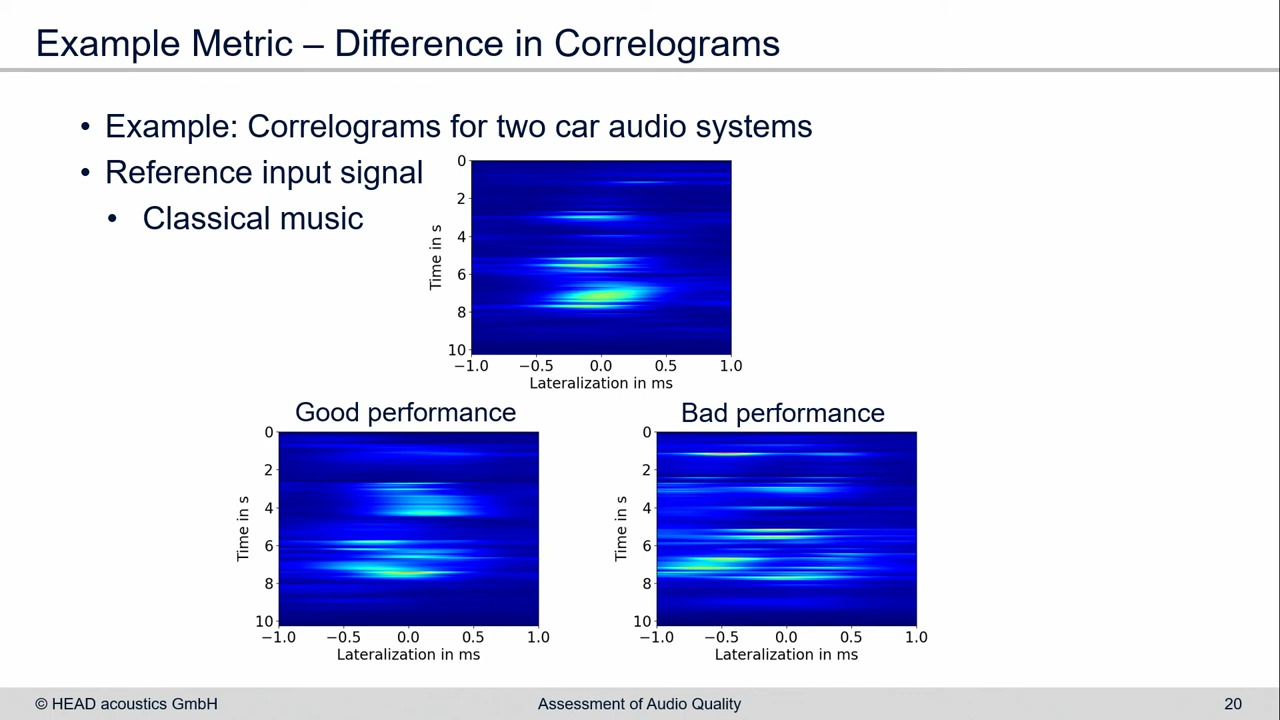 Example Metric – Difference in Correlograms
• Example: Correlograms for two car audio systems
• Reference input signal
• Classical music
0
2
4
6
8
10
Time in s
−1.0 −0.5 0.0 0.5 1.0
Lateralization in ms
Good performance
0
2
4
6
8
10
Time in s
−1.0 −0.5 0.0 0.5 1.0
Lateralization in ms
Bad performance
0
2
4
6
8
10
Time in s
−1.0 −0.5 0.0 0.5 1.0
Lateralization in ms
© HEAD acoustics GmbH
Assessment of Audio Quality
20